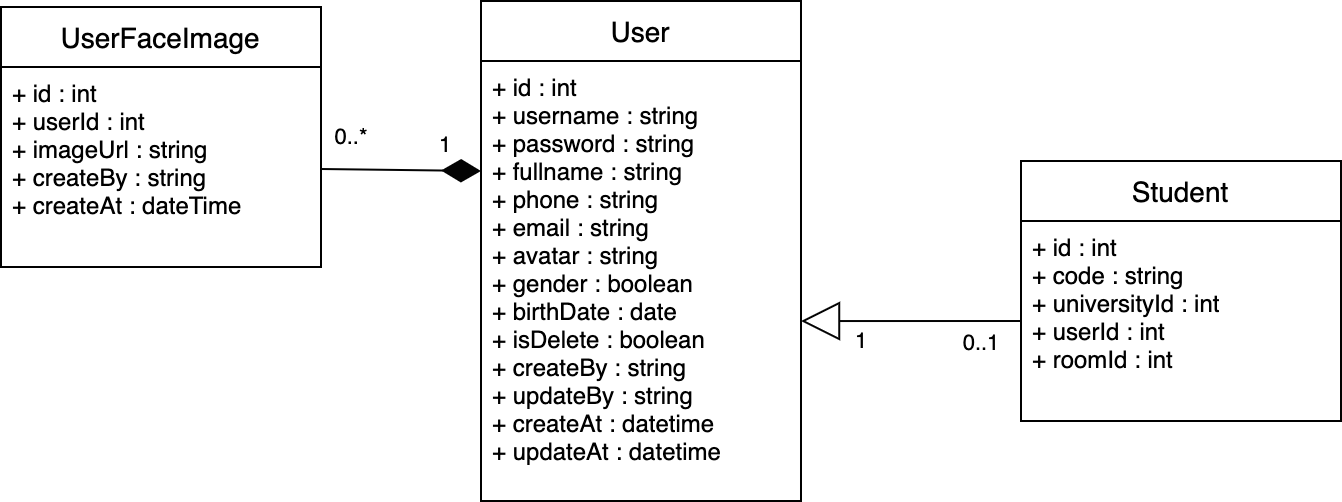 UserFaceImage
+ id : int
+ userId : int
+ imageUrl : string
+ createBy : string
+ createAt : dateTime
0..*
1
User
+ id : int
+ username : string
+ password : string
+ fullname : string
+ phone : string
+ email : string
+ avatar : string
+ gender : boolean
+ birthDate : date
+ isDelete : boolean
+ createBy : string
+ updateBy : string
+ createAt : datetime
+ updateAt : datetime
1
0..1
Student
+ id : int
+ code : string
+ universityId : int
+ userId : int
+ roomId : int